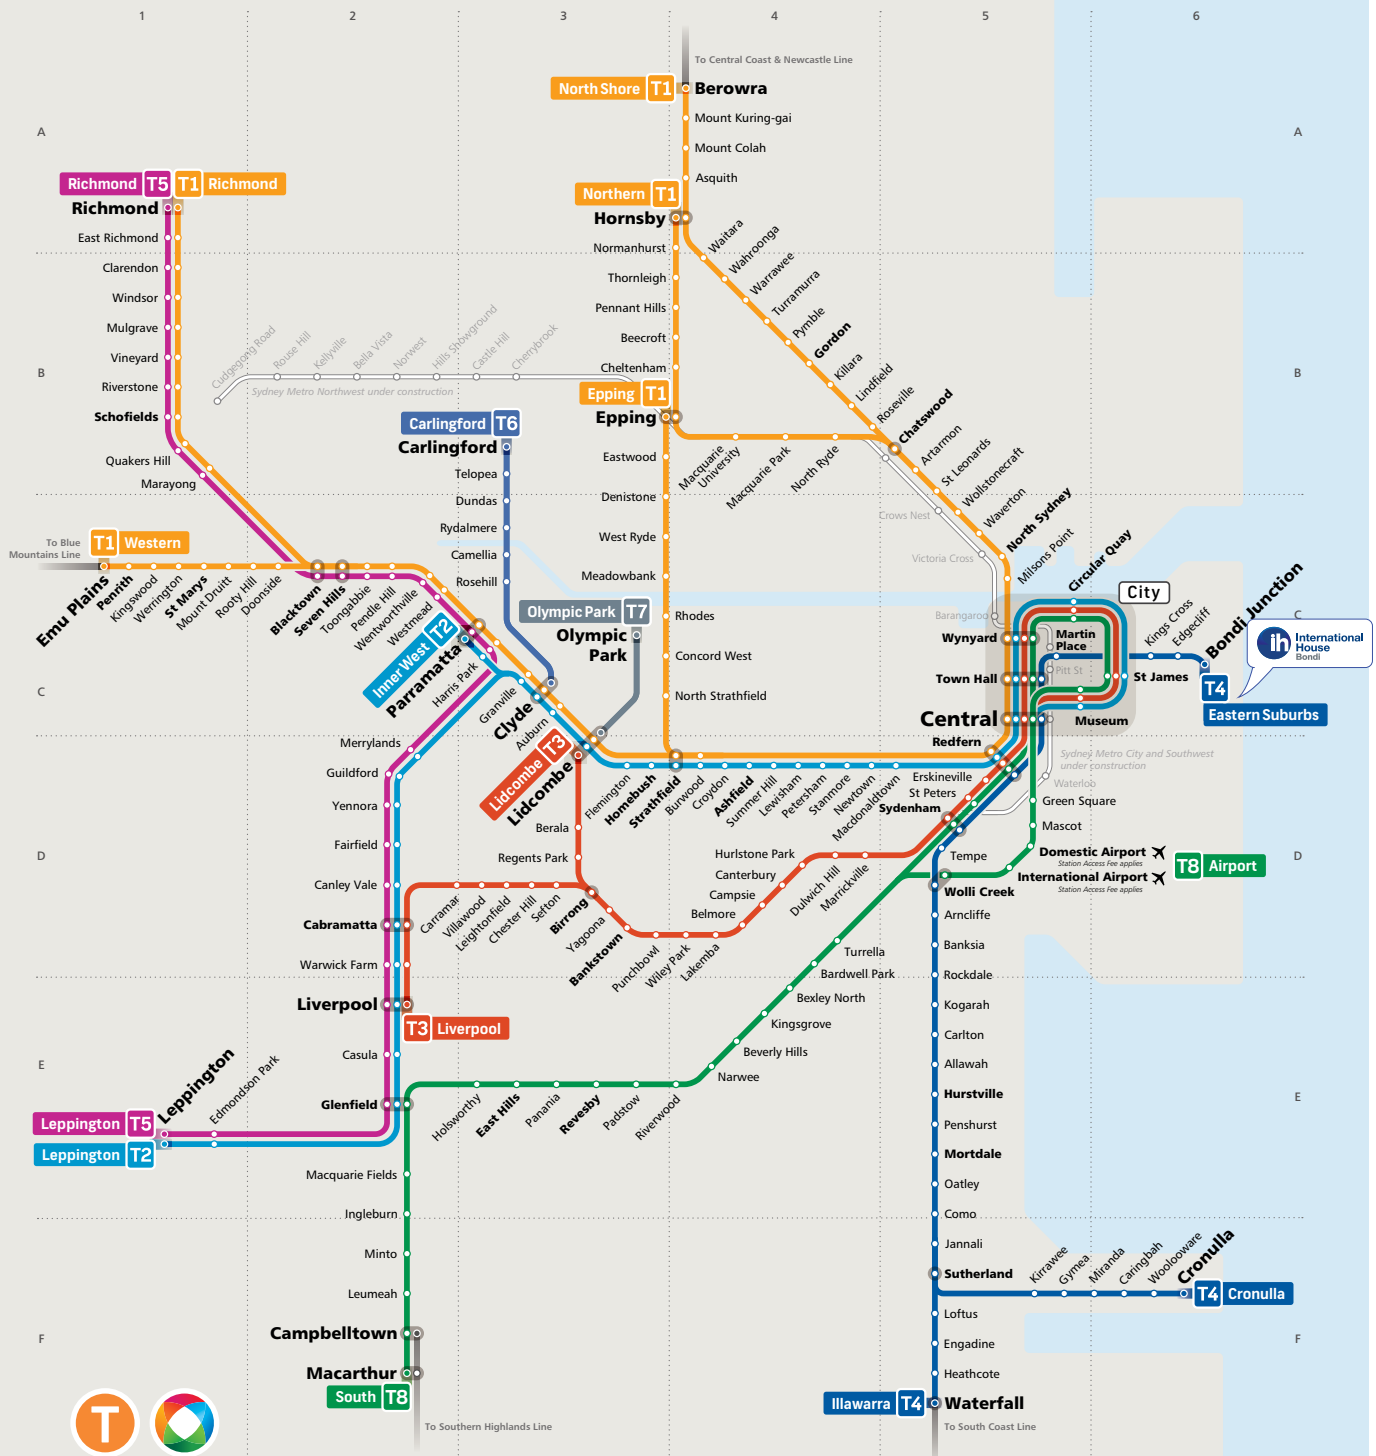 1
2
3
4
5
6
A
A
B
B
C
C
D
D
E
E
F
F
To Central Coast & Newcastle Line
North Shore T1
Berowra
Mount Kuring-gai
Mount Colah
Asquith
Northern T1
Hornsby
Richmond T5
T1 Richmond
Richmond
East Richmond
Clarendon
Windsor
Mulgrave
Vineyard
Riverstone
Schofields
Quakers Hill
Marayong
Normanhurst
Thornleigh
Pennant Hills
Beecroft
Cheltenham
Epping T1
Epping
Waitara
Wahroonga
Warrawee
Turramurra
Pymble
Gordon
Killara
Lindfield
Roseville
Chatswood
Artarmon
St Leonards
Wollstonecraft
Waverton
North Sydney
Milsons Point
Cudgegong Road
Rouse Hill
Kellyville
Bella Vista
Norwest
Hills Showground
Castle Hill
Cherrybrook
Sydney Metro Northwest under construction
Macquarie
University
Macquarie Park
North Ryde
Crows Nest
Victoria Cross
Barangaroo
Carlingford T6
Carlingford
Telopea
Dundas
Rydalmere
Camellia
Rosehill
Eastwood
Denistone
West Ryde
Meadowbank
Rhodes
Concord West
North Strathfield
Olympic Park T7
Olympic
Park
To Blue
Mountains Line
T1 Western
Emu Plains
Penrith
Kingswood
Werrington
St Marys
Mount Druitt
Rooty Hill
Doonside
Blacktown
Seven Hills
Toongabbie
Pendle Hill
Wentworthville
Westmead
Inner West T2
Parramatta
Harris Park
Granville
Clyde
Auburn
Lidcombe T3
Lidcombe
Flemington
Homebush
Strathfield
Burwood
Croydon
Ashfield
Summer Hill
Lewisham
Petersham
Stanmore
Newtown
Macdonaldtown
Redfern
Circular Quay
City
Wynyard
Martin
Place
Town Hall
Pitt St
St James
Central
Museum
Kings Cross
Edgecliff
Bondi Junction
ih International
House
Bondi
T4
Eastern Suburbs
Sydney Metro City and Southwest
under construction
Waterloo
Erskineville
St Peters
Sydenham
Green Square
Mascot
Domestic Airport
Station Access Fee applies
International Airport
Station Access Fee applies
T8 Airport
Tempe
Wolli Creek
Arncliffe
Banksia
Rockdale
Kogarah
Carlton
Allawah
Hurstville
Penshurst
Mortdale
Oatley
Como
Jannali
Sutherland
Loftus
Engadine
Heathcote
Illawarra T4
Waterfall
To South Coast Line
Kirrawee
Gymea
Miranda
Caringbah
Woolooware
Cronulla
T4 Cronulla
Merrylands
Guildford
Yennora
Fairfield
Canley Vale
Cabramatta
Warwick Farm
Liverpool
T3 Liverpool
Casula
Glenfield
Berala
Regents Park
Carramar
Villawood
Leightonfield
Chester Hill
Sefton
Birrong
Yagoona
Bankstown
Punchbowl
Wiley Park
Lakemba
Belmore
Campsie
Canterbury
Hurlstone Park
Dulwich Hill
Marrickville
Turrella
Bardwell Park
Bexley North
Kingsgrove
Beverly Hills
Narwee
Riverwood
Padstow
Revesby
Panania
East Hills
Holsworthy
Leppington
Edmondson Park
Leppington T5
Leppington T2
Macquarie Fields
Ingleburn
Minto
Leumeah
Campbelltown
Macarthur
South T8
To Southern Highlands Line
T